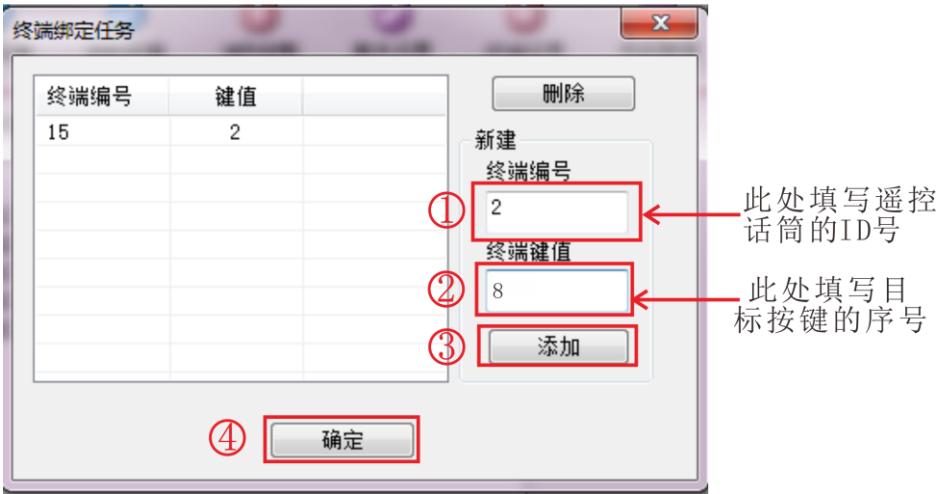 终端绑定任务
终端编号 键值
15 2
删除
新建
终端编号
① 2
此处填写遥控
话筒的ID号
终端键值
② 8
此处填写目
标按键的序号
③ 添加
④ 确定